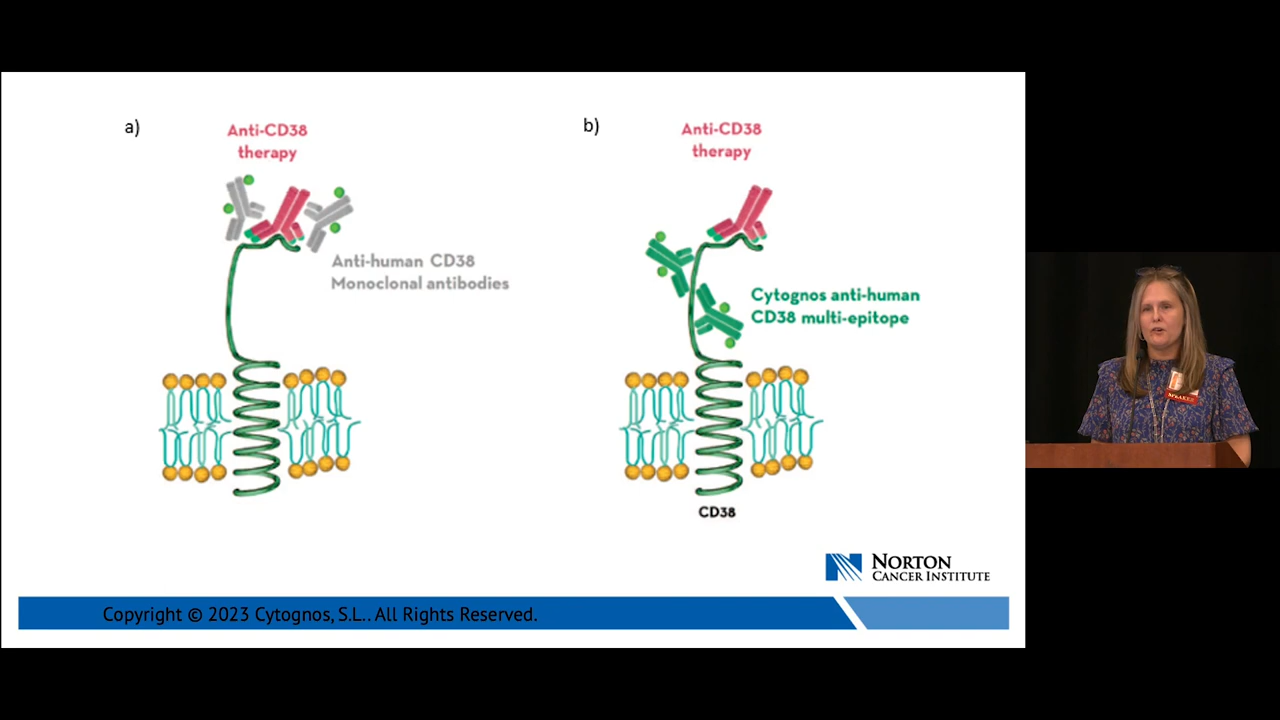 a)
Anti-CD38
therapy
Anti-human CD38
Monoclonal antibodies
b)
Anti-CD38
therapy
Cytognos anti-human
CD38 multi-epitope
CD38
NORTON
CANCER INSTITUTE
Copyright © 2023 Cytognos, S.L.. All Rights Reserved.
SPEAKER